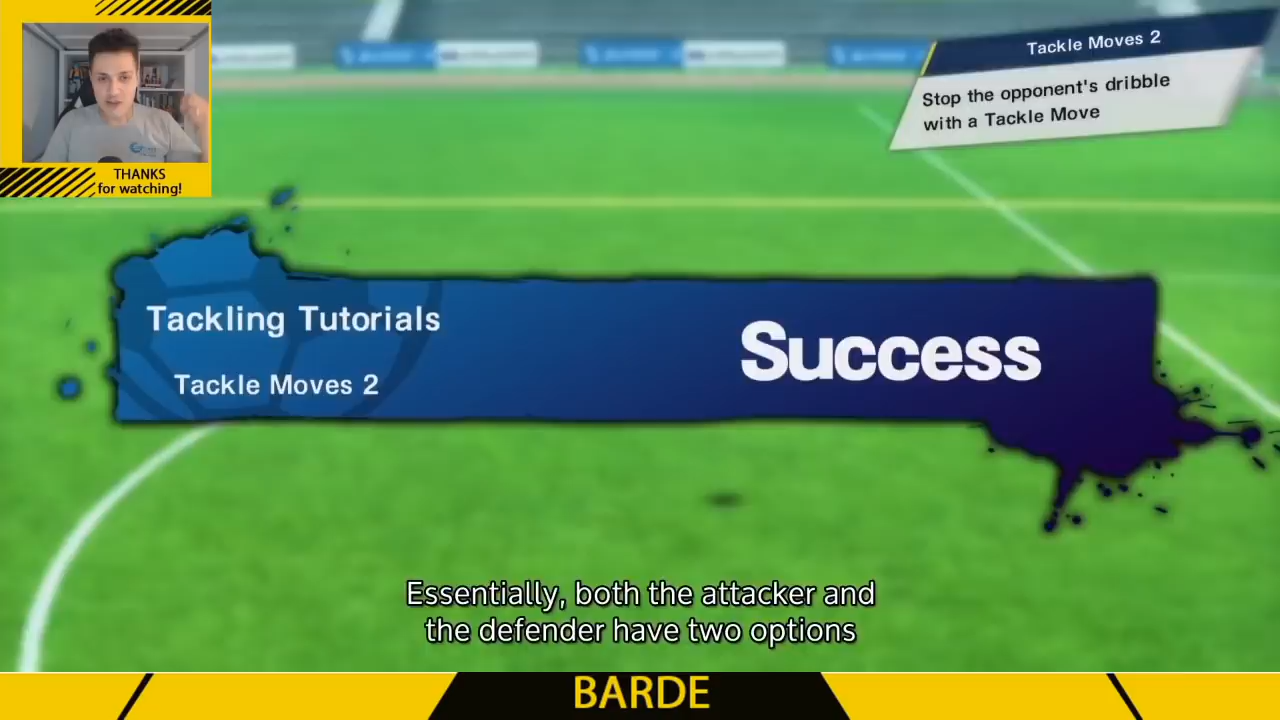 THANKS
for watching!
Tackle Moves 2
Stop the opponent's dribble
with a Tackle Move
Tackling Tutorials
Tackle Moves 2
Success
Essentially, both the attacker and
the defender have two options
BARDE